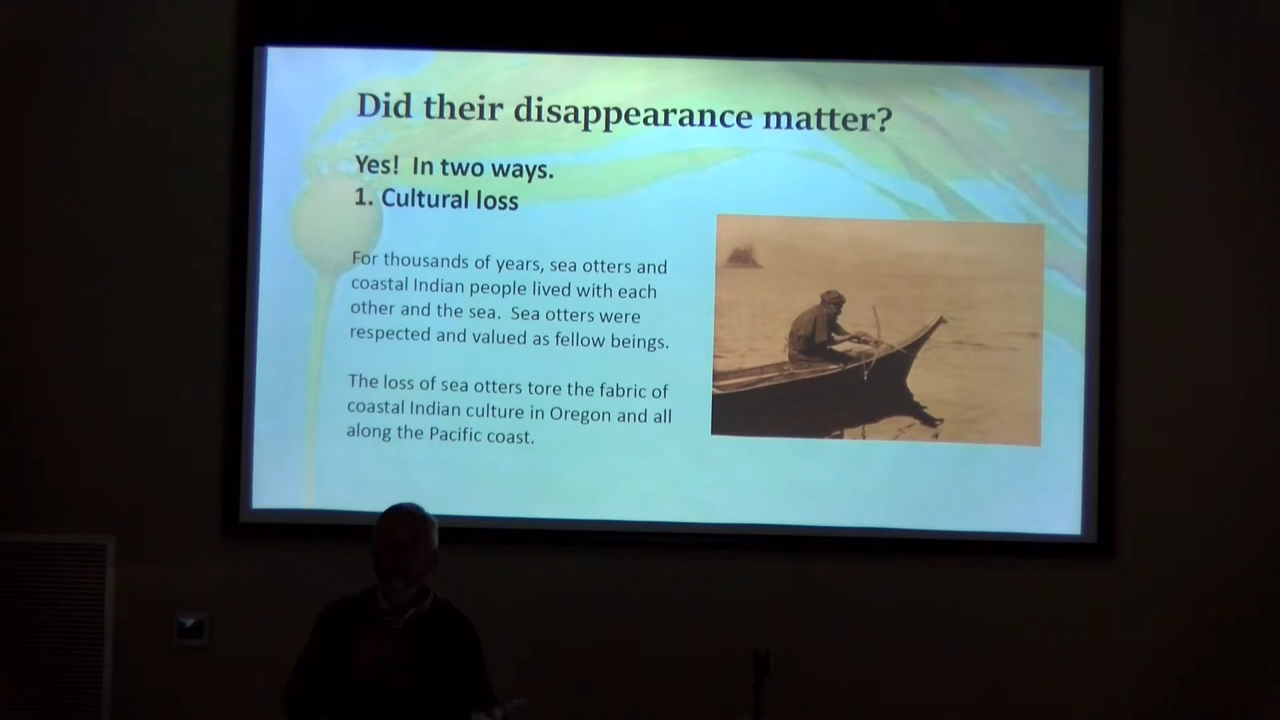 Did their disappearance matter?
Yes! In two ways.
1. Cultural loss
For thousands of years, sea otters and
coastal Indian people lived with each
other and the sea. Sea otters were
respected and valued as fellow beings.
The loss of sea otters tore the fabric of
coastal Indian culture in Oregon and all
along the Pacific coast.